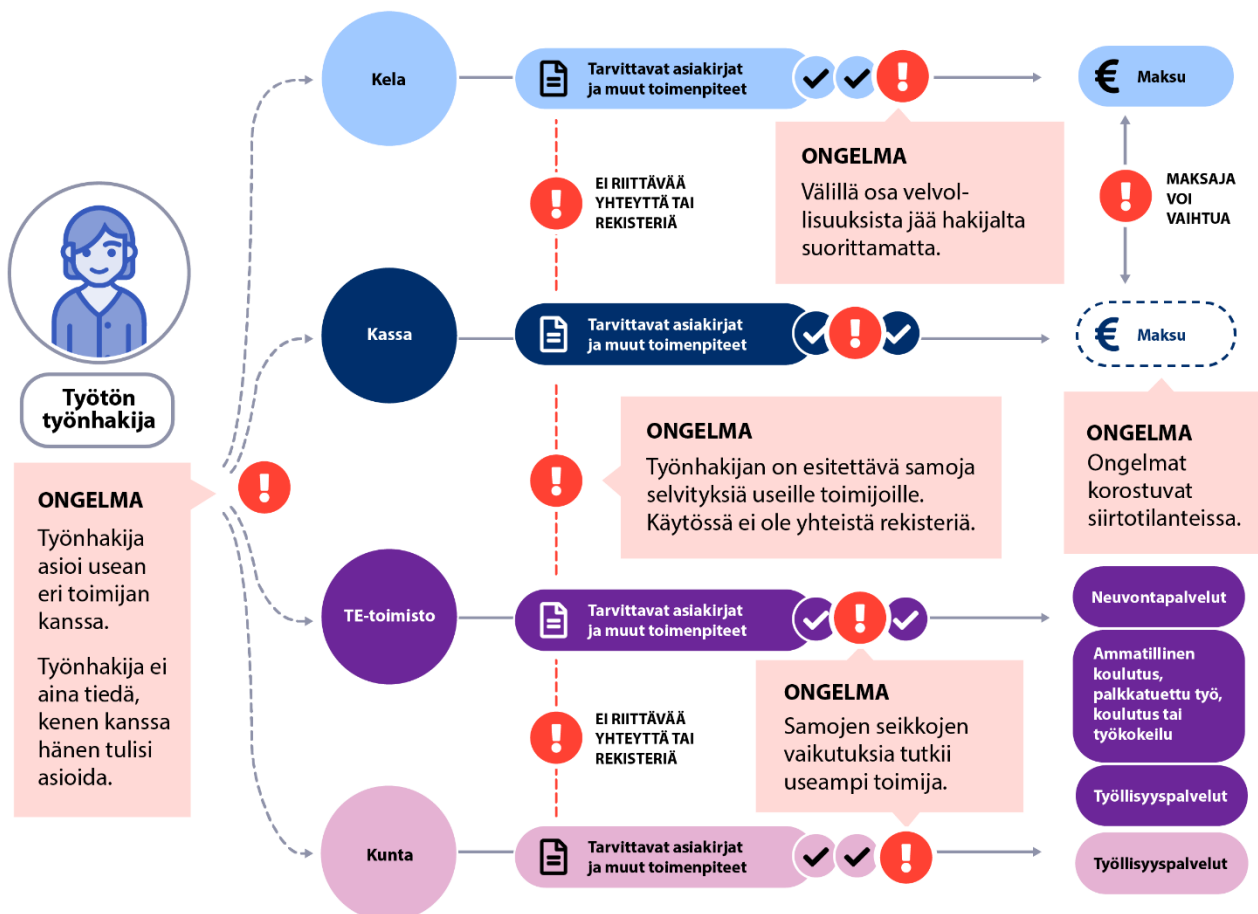 Kela
Tarvittavat asiakirjat
ja muut toimenpiteet
€ Maksu
ONGELMA
Välillä osa velvol-
lisuuksista jää hakijalta
suorittamatta.
EI RIITTÄVÄÄ
YHTEYTTÄ TAI
REKISTERIÄ
MAKSAJA
VOI
VAIHTUA
Työtön
työnhakija
ONGELMA
Työnhakija
asioi usean
eri toimijan
kanssa.
Työnhakija ei
aina tiedä,
kenen kanssa
hänen tulisi
asioida.
Kassa
Tarvittavat asiakirjat
ja muut toimenpiteet
€ Maksu
ONGELMA
Työnhakijan on esitettävä samoja
selvityksiä useille toimijoille.
Käytössä ei ole yhteistä rekisteriä.
ONGELMA
Ongelmat
korostuvat
siirtotilanteissa.
TE-toimisto
Tarvittavat asiakirjat
ja muut toimenpiteet
Neuvontapalvelut
Ammatillinen
koulutus,
palkkatuettu työ,
koulutus tai
työkokeilu
Työllisyyspalvelut
EI RIITTÄVÄÄ
YHTEYTTÄ TAI
REKISTERIÄ
ONGELMA
Samojen seikkojen
vaikutuksia tutkii
useampi toimija.
Kunta
Tarvittavat asiakirjat
ja muut toimenpiteet
Työllisyyspalvelut